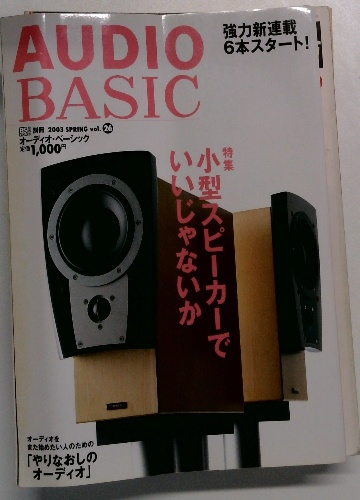 AUDIO
BASIC
強力新連載
6本スタート!
別冊 2003 SPRING vol.26
オーディオ・ベーシック
定価1,000円
特集
小型スピーカーで
いいじゃないか
オーディオを
また始めたい人のための
「やりなおしの
オーディオ」